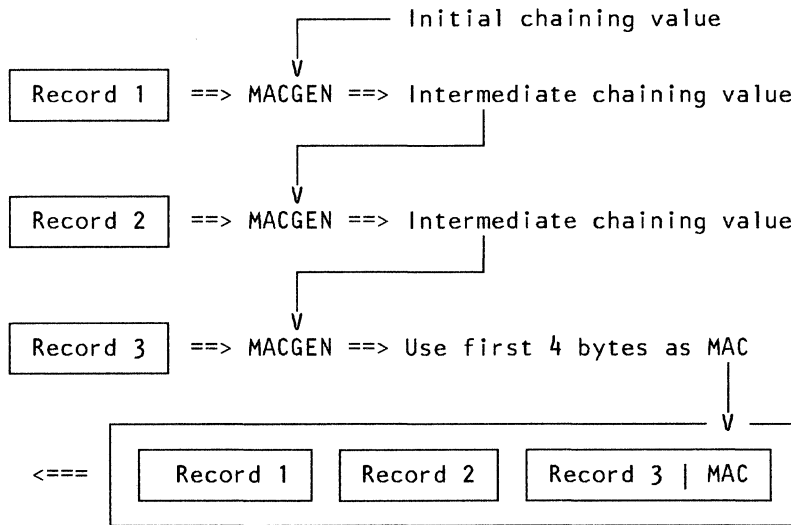 Initial chaining value
Record 1 ==> MACGEN ==> Intermediate chaining value
Record 2 ==> MACGEN ==> Intermediate chaining value
Record 3 ==> MACGEN ==> Use first 4 bytes as MAC
<=== Record 1 Record 2 Record 3 | MAC